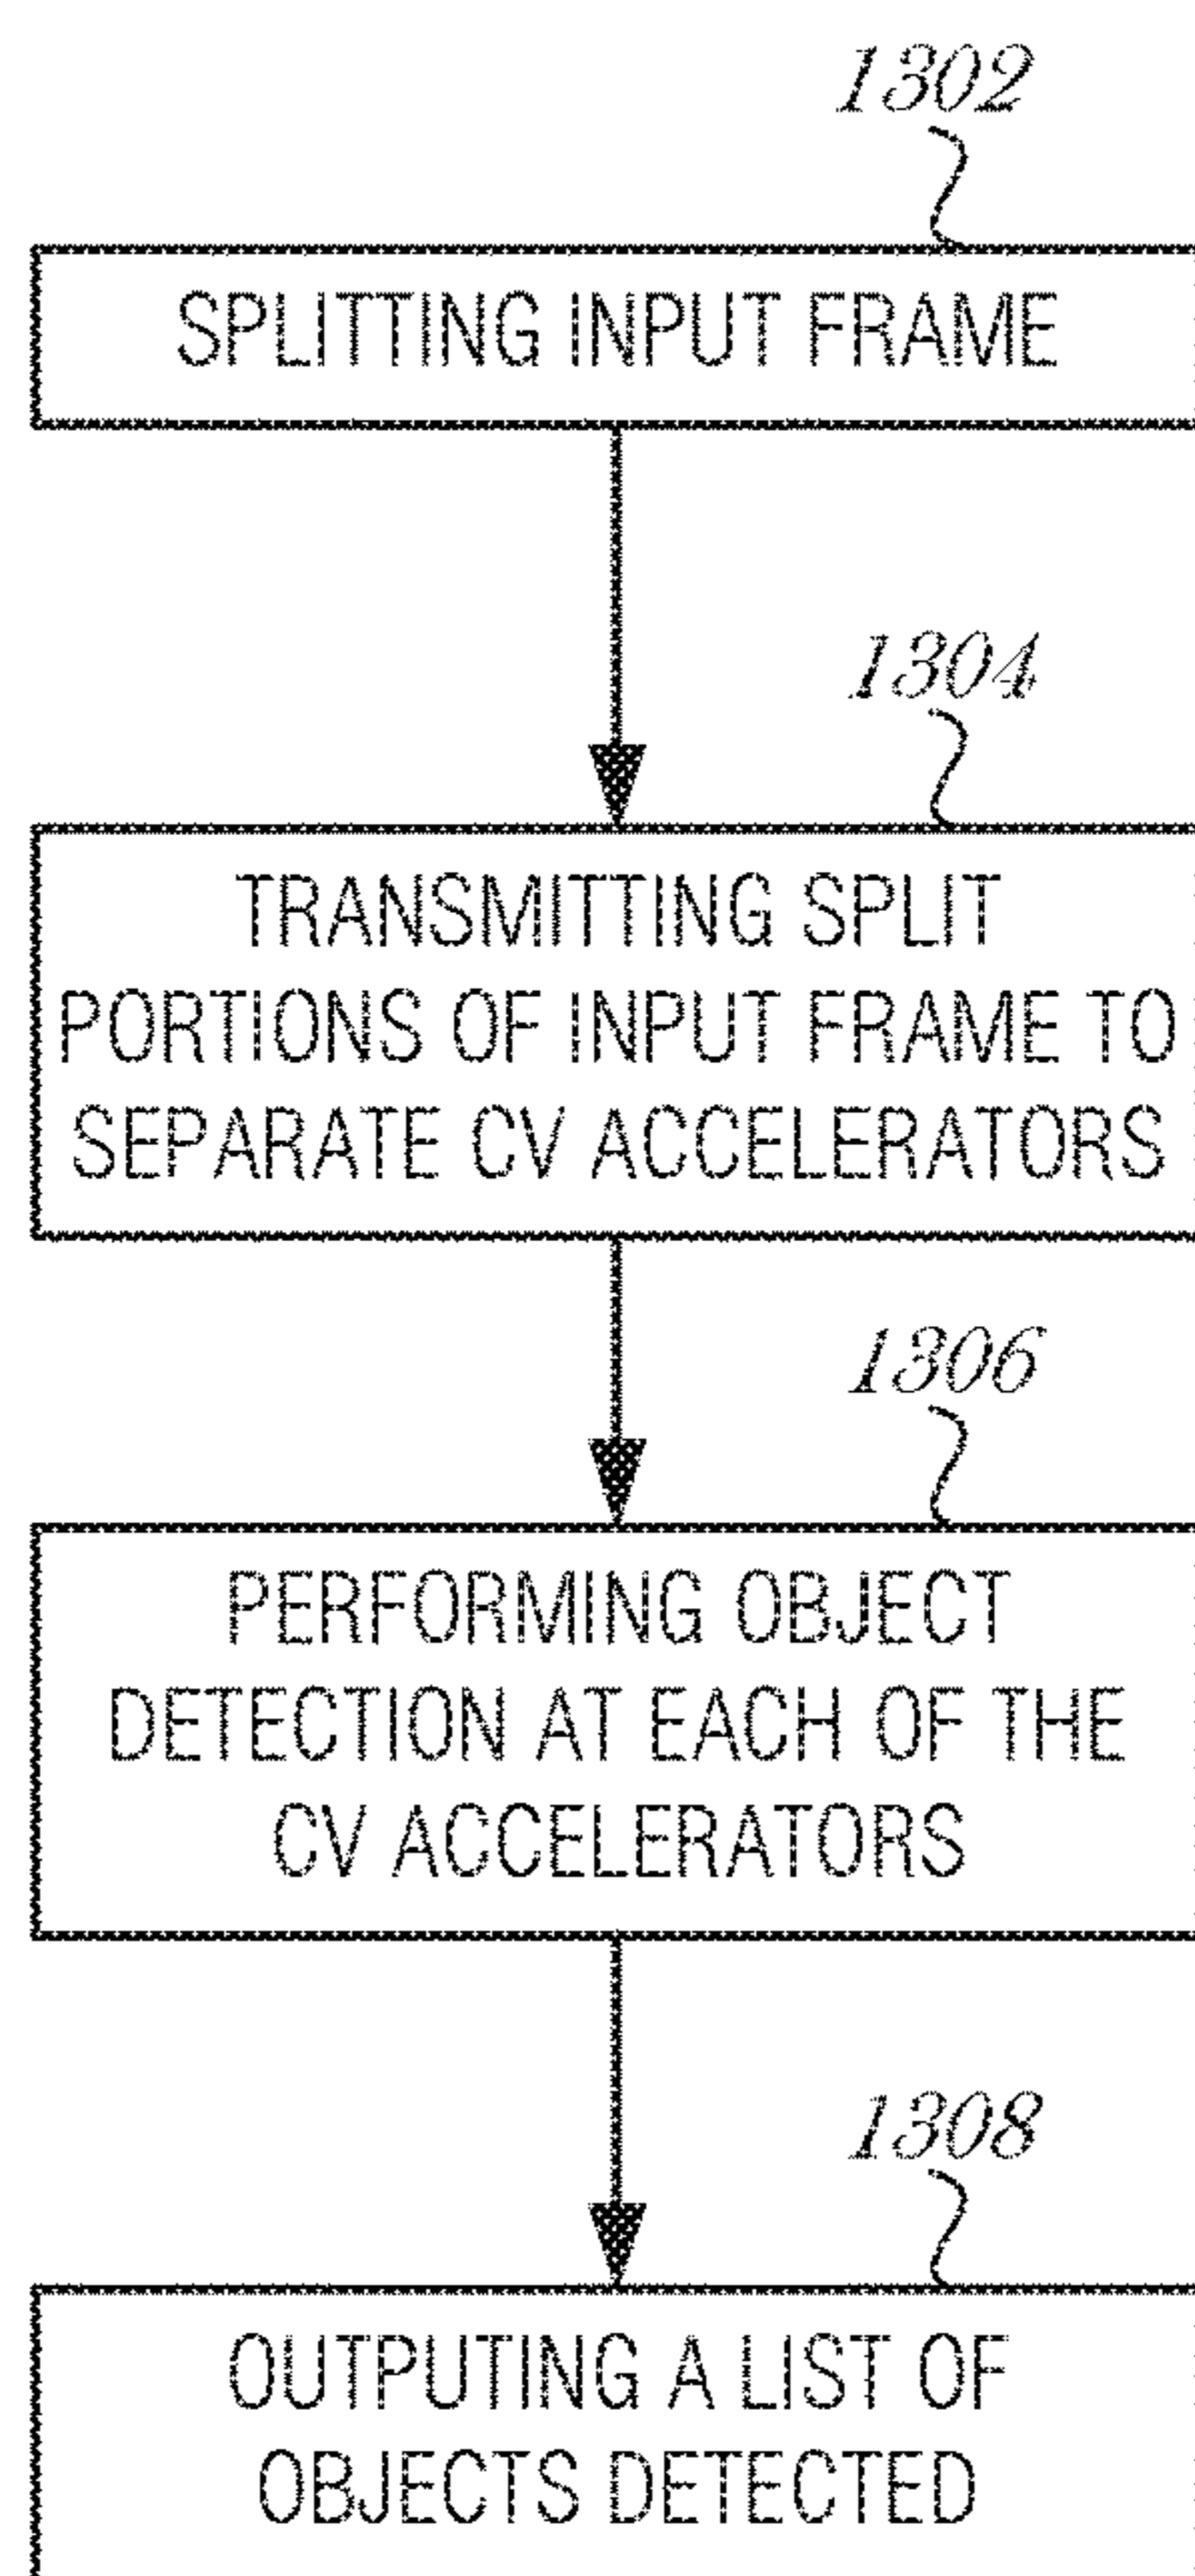 1302
SPLITTING INPUT FRAME
1304
TRANSMITTING SPLIT
PORTIONS OF INPUT FRAME TO
SEPARATE CV ACCELERATORS
1306
PERFORMING OBJECT
DETECTION AT EACH OF THE
CV ACCELERATORS
1308
OUTPUTING A LIST OF
OBJECTS DETECTED